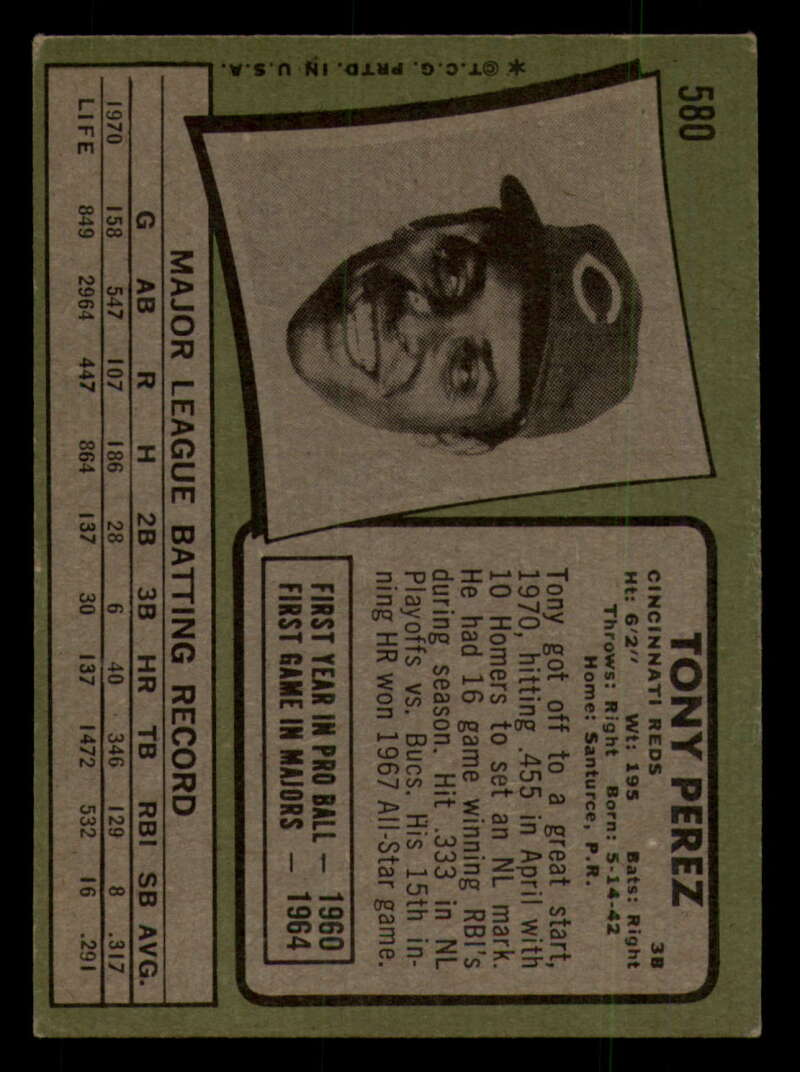 580
TONY PEREZ
CINCINNATI REDS 3B
Ht: 6'2" Wt: 195 Bats: Right
Throws: Right Born: 5-14-42
Home: Santurce, P.R.
Tony got off to a great start,
1970, hitting .455 in April with
10 Homers to set an NL mark.
He had 16 game winning RBI's
during season. Hit .333 in NL
Playoffs vs. Bucs. His 15th in-
ning HR won 1967 All-Star game.
FIRST YEAR IN PRO BALL — 1960
FIRST GAME IN MAJORS — 1964
C
MAJOR LEAGUE BATTING RECORD
G AB R H 2B 3B HR TB RBI SB AVG.
1970 158 547 107 186 28 6 40 346 129 8 .317
LIFE 849 2964 447 864 137 30 137 1472 532 16 .291
* © T.C.G. PRTD. IN U.S.A.